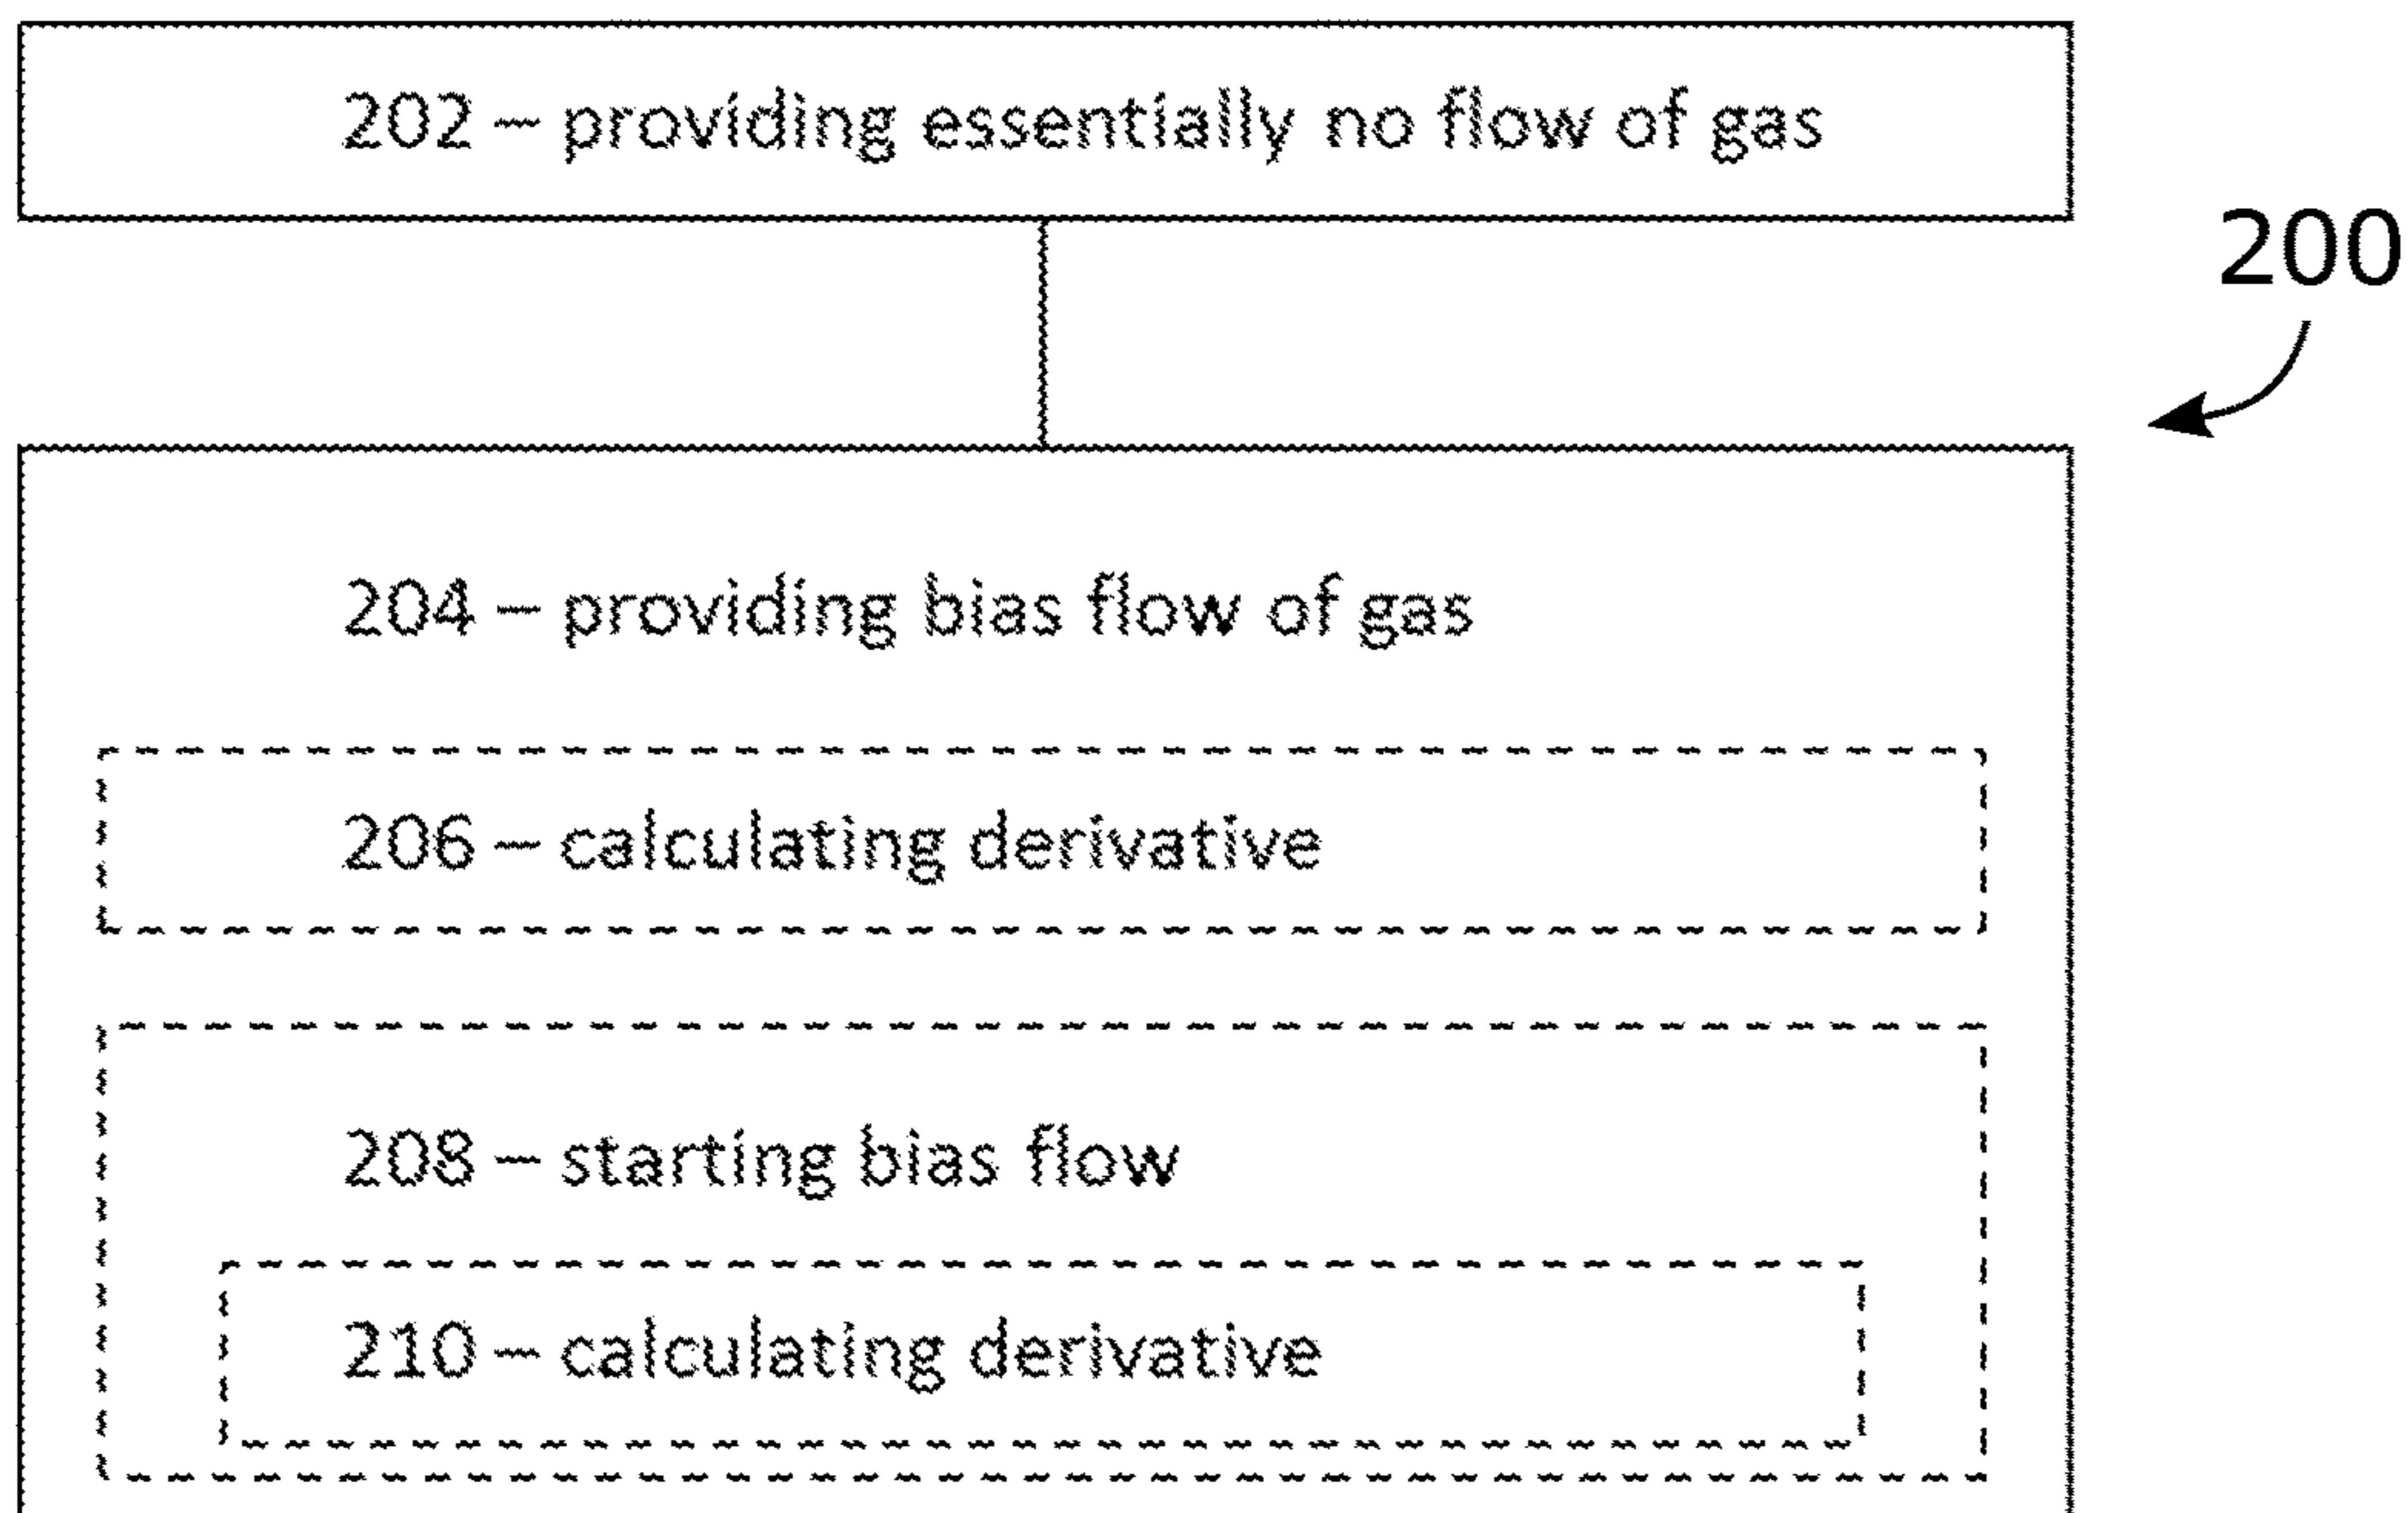 202 – providing essentially no flow of gas
200
204 – providing bias flow of gas
206 – calculating derivative
208 – starting bias flow
210 – calculating derivative